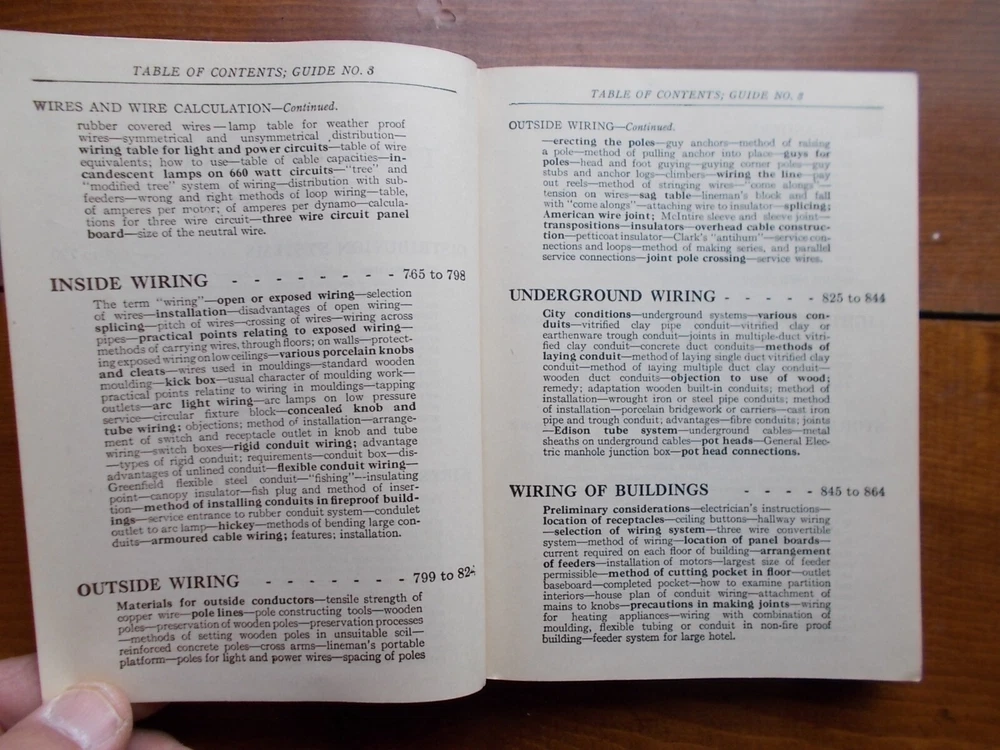 TABLE OF CONTENTS; GUIDE NO. 3
WIRES AND WIRE CALCULATION—Continued.
rubber covered wires—lamp table for weather proof
wires—symmetrical and unsymmetrical distribution—
wiring table for light and power circuits—table of wire
equivalents; how to use—table of cable capacities—in-
candescent lamps on 660 watt circuits—"tree" and
"modified tree" system of wiring—distribution with sub-
feeders—wrong and right methods of loop wiring—table,
of amperes per motor; of amperes per dynamo—calcula-
tions for three wire circuit—three wire circuit panel
board—size of the neutral wire.
INSIDE WIRING - - - - - - - 765 to 798
The term "wiring"—open or exposed wiring—selection
of wires—installation—disadvantages of open wiring—
splicing—pitch of wires—crossing of wires—wiring across
pipes—practical points relating to exposed wiring—
methods of carrying wires, through floors; on walls—protect-
ing exposed wiring on low ceilings—various porcelain knobs
and cleats—wires used in mouldings—standard wooden
moulding—kick box—usual character of moulding work—
practical points relating to wiring in mouldings—tapping
outlets—arc light wiring—arc lamps on low pressure
service—circular fixture block—concealed knob and
tube wiring; objections; method of installation—arrange-
ment of switch and receptacle outlet in knob and tube
wiring—switch boxes—rigid conduit wiring; advantage
—types of rigid conduit; requirements—conduit box—dis-
advantages of unlined conduit—flexible conduit wiring—
Greenfield flexible steel conduit—"fishing"—insulating
point—canopy insulator—fish plug and method of inser-
tion—method of installing conduits in fireproof build-
ings—service entrance to rubber conduit system—condulet
outlet to arc lamp—hickey—methods of bending large con-
duits—armoured cable wiring; features; installation.
OUTSIDE WIRING - - - - - - - 799 to 824
Materials for outside conductors—tensile strength of
copper wire—pole lines—pole constructing tools—wooden
poles—preservation of wooden poles—preservation processes
—methods of setting wooden poles in unsuitable soil—
reinforced concrete poles—cross arms—lineman's portable
platform—poles for light and power wires—spacing of poles
TABLE OF CONTENTS; GUIDE NO. 3
OUTSIDE WIRING—Continued.
—erecting the poles—guy anchors—method of raising
a pole—method of pulling anchor into place—guys for
poles—head and foot guying—guying corner poles—guy
stubs and anchor logs—climbers—wiring the line—pay
out reels—method of stringing wires—"come alongs"—
tension on wires—sag table—lineman's block and fall
with "come alongs"—attaching wire to insulator—splicing;
American wire joint; McIntire sleeve and sleeve joint—
transpositions—insulators—overhead cable construc-
tion—petticoat insulator—Clark's "antihum"—service con-
nections and loops—method of making series, and parallel
service connections—joint pole crossing—service wires.
UNDERGROUND WIRING - - - - - 825 to 844
City conditions—underground systems—various con-
duits—vitrified clay pipe conduit—vitrified clay or
earthenware trough conduit—joints in multiple-duct vitri-
fied clay conduit—concrete duct conduits—methods of
laying conduit—method of laying single duct vitrified clay
conduit—method of laying multiple duct clay conduit—
wooden duct conduits—objection to use of wood;
remedy; adaptation wooden built-in conduits; method of
installation—wrought iron or steel pipe conduits; method
of installation—porcelain bridgework or carriers—cast iron
pipe and trough conduit; advantages—fibre conduits; joints
—Edison tube system—underground cables—metal
sheaths on underground cables—pot heads—General Elec-
tric manhole junction box—pot head connections.
WIRING OF BUILDINGS - - - - 845 to 864
Preliminary considerations—electrician's instructions—
location of receptacles—ceiling buttons—hallway wiring
—selection of wiring system—three wire convertible
system—method of wiring—location of panel boards—
current required on each floor of building—arrangement
of feeders—installation of motors—largest size of feeder
permissible—method of cutting pocket in floor—outlet
baseboard—completed pocket—how to examine partition
interiors—house plan of conduit wiring—attachment of
mains to knobs—precautions in making joints—wiring
for heating appliances—wiring with combination of
moulding, flexible tubing or conduit in non-fire proof
building—feeder system for large hotel.